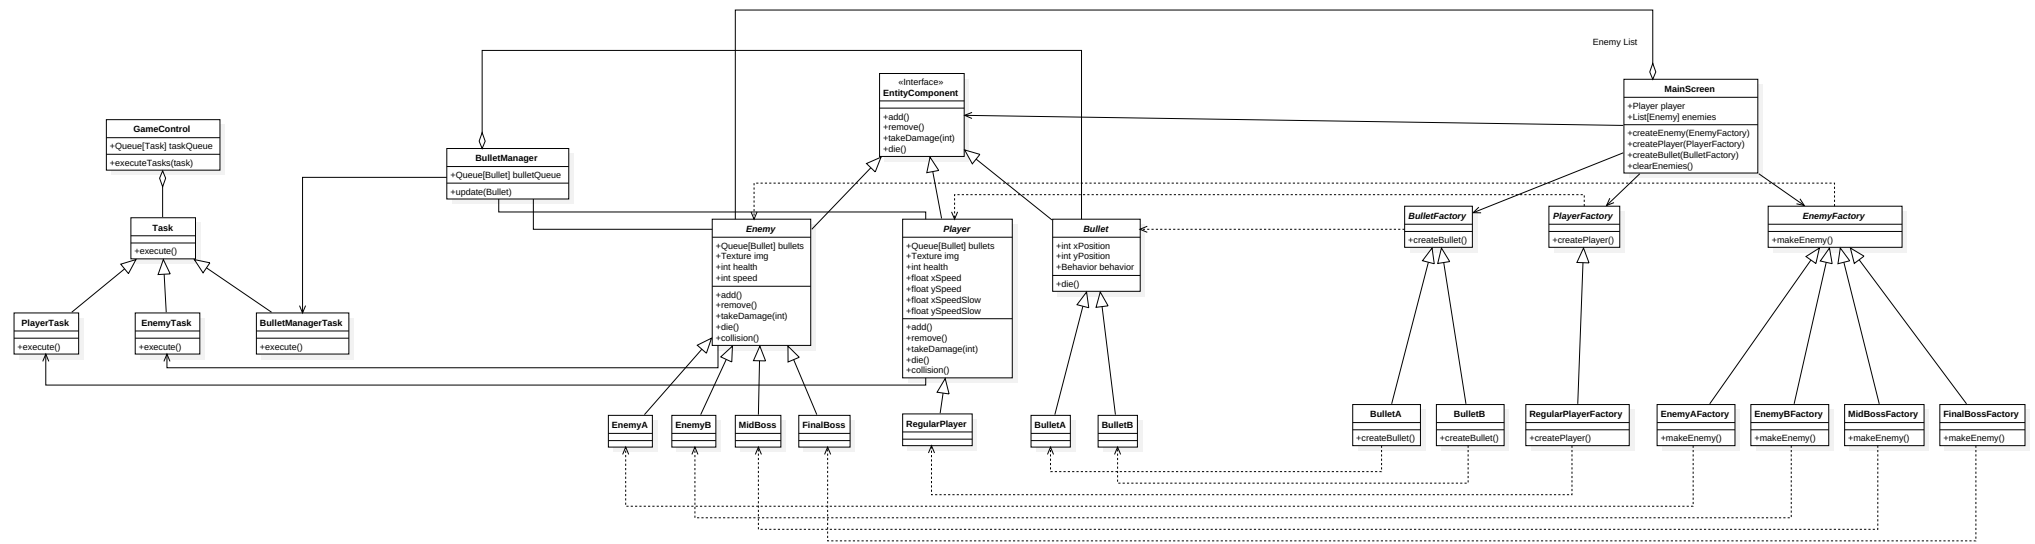 Enemy List
«Interface»
EntityComponent
+add()
+remove()
+takeDamage(int)
+die()
MainScreen
+Player player
+List[Enemy] enemies
+createEnemy(EnemyFactory)
+createPlayer(PlayerFactory)
+createBullet(BulletFactory)
+clearEnemies()
GameControl
+Queue[Task] taskQueue
+executeTasks(task)
BulletManager
+Queue[Bullet] bulletQueue
+update(Bullet)
Task
+execute()
Enemy
+Queue[Bullet] bullets
+Texture img
+int health
+int speed
+add()
+remove()
+takeDamage(int)
+die()
+collision()
Player
+Queue[Bullet] bullets
+Texture img
+int health
+float xSpeed
+float ySpeed
+float xSpeedSlow
+float ySpeedSlow
+add()
+remove()
+takeDamage(int)
+die()
+collision()
Bullet
+int xPosition
+int yPosition
+Behavior behavior
+die()
BulletFactory
+createBullet()
PlayerFactory
+createPlayer()
EnemyFactory
+makeEnemy()
PlayerTask
+execute()
EnemyTask
+execute()
BulletManagerTask
+execute()
EnemyA
EnemyB
MidBoss
FinalBoss
RegularPlayer
BulletA
BulletB
BulletA
+createBullet()
BulletB
+createBullet()
RegularPlayerFactory
+createPlayer()
EnemyAFactory
+makeEnemy()
EnemyBFactory
+makeEnemy()
MidBossFactory
+makeEnemy()
FinalBossFactory
+makeEnemy()